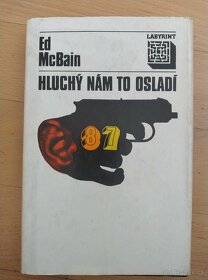 Ed
McBain
LABYRINT
HLUCHÝ NÁM TO OSLADÍ
87